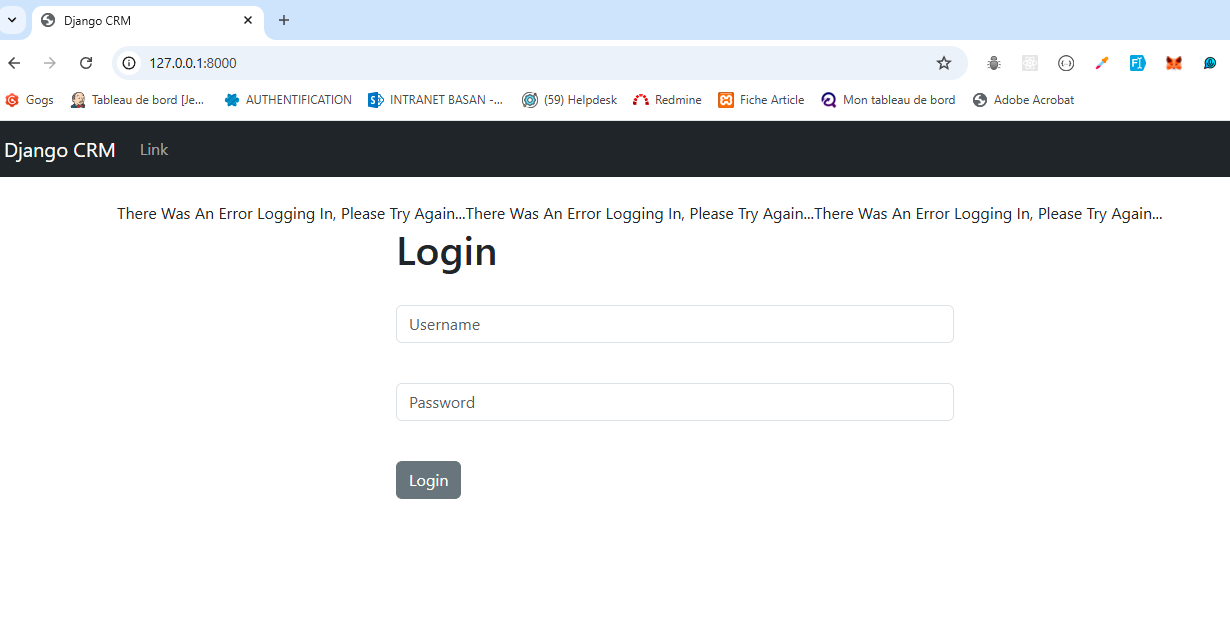 Django CRM
127.0.0.1:8000
Gogs Tableau de bord [Je... AUTHENTIFICATION INTRANET BASAN -... (59) Helpdesk Redmine Fiche Article Mon tableau de bord Adobe Acrobat
Django CRM Link
There Was An Error Logging In, Please Try Again...There Was An Error Logging In, Please Try Again...There Was An Error Logging In, Please Try Again...
Login
Username
Password
Login